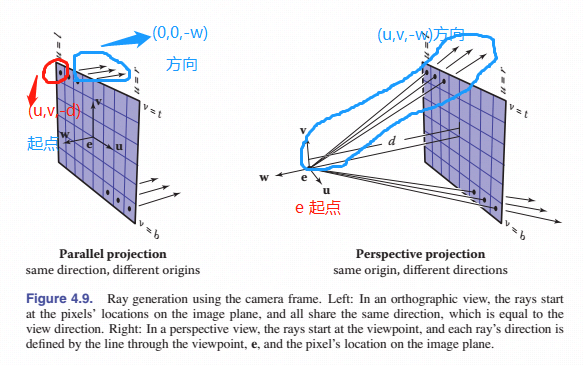 (0,0,-w)
方向
(u,v,-w)方向
u = l
u = r
(u,v,-d)
起点
v
w
e
u
v = t
v = b
u = l
u = r
v
d
w
e
u
e 起点
v = t
v = b
Parallel projection
same direction, different origins
Perspective projection
same origin, different directions
Figure 4.9. Ray generation using the camera frame. Left: In an orthographic view, the rays start
at the pixels' locations on the image plane, and all share the same direction, which is equal to the
view direction. Right: In a perspective view, the rays start at the viewpoint, and each ray's direction is
defined by the line through the viewpoint, e, and the pixel's location on the image plane.